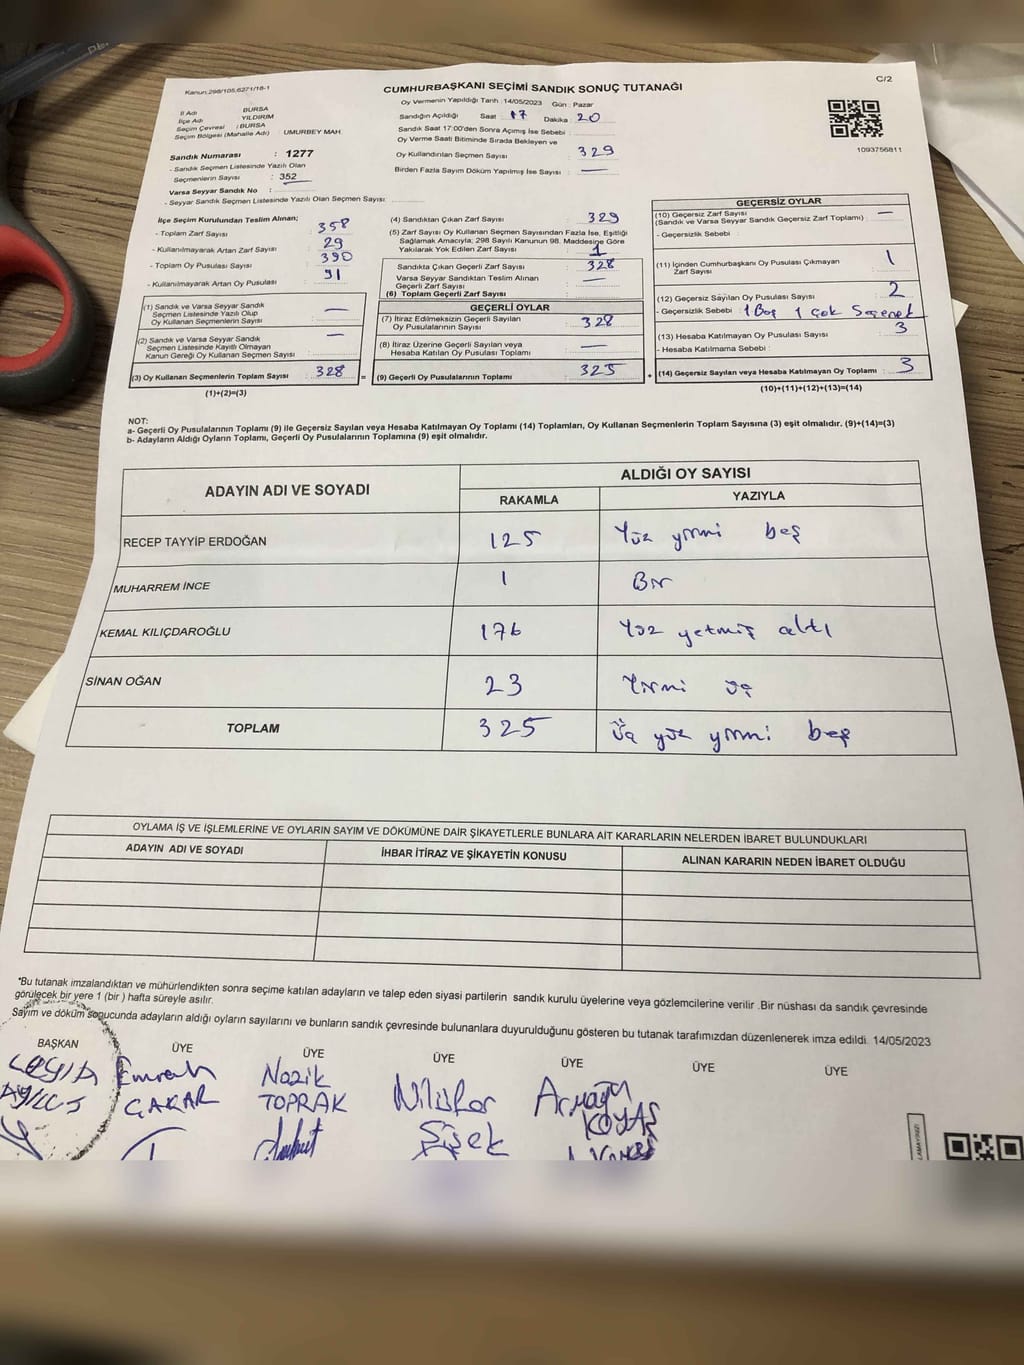 Kanun:298/105,6271/18-1
CUMHURBAŞKANI SEÇİMİ SANDIK SONUÇ TUTANAĞI
C/2
İl Adı : BURSA
İlçe Adı : YILDIRIM
Seçim Çevresi : BURSA
Seçim Bölgesi (Mahalle Adı) : UMURBEY MAH.
Sandık Numarası : 1277
- Sandık Seçmen Listesinde Yazılı Olan
Seçmenlerin Sayısı : 352
Varsa Seyyar Sandık No :
- Seyyar Sandık Seçmen Listesinde Yazılı Olan Seçmen Sayısı:
Oy Vermenin Yapıldığı Tarih :14/05/2023 Gün : Pazar
Sandığın Açıldığı Saat : 17 Dakika : 20
Sandık Saat 17:00'den Sonra Açımış İse Sebebi :
Oy Verme Saati Bitiminde Sırada Bekleyen ve
Oy Kullandırılan Seçmen Sayısı : 329
Birden Fazla Sayım Döküm Yapılmış İse Sayısı : —
1093756811
İlçe Seçim Kurulundan Teslim Alınan;
- Toplam Zarf Sayısı : 358
- Kullanılmayarak Artan Zarf Sayısı : 29
- Toplam Oy Pusulası Sayısı : 390
- Kullanılmayarak Artan Oy Pusulası : 91
(1) Sandık ve Varsa Seyyar Sandık
Seçmen Listesinde Yazılı Olup
Oy Kullanan Seçmenlerin Sayısı : —
(2) Sandık ve Varsa Seyyar Sandık
Seçmen Listesinde Kayıtlı Olmayan
Kanun Gereği Oy Kullanan Seçmen Sayısı : —
(3) Oy Kullanan Seçmenlerin Toplam Sayısı : 328
(1)+(2)=(3)
(4) Sandıktan Çıkan Zarf Sayısı : 329
(5) Zarf Sayısı Oy Kullanan Seçmen Sayısından Fazla İse, Eşitliği
Sağlamak Amacıyla; 298 Sayılı Kanunun 98. Maddesine Göre
Yakılarak Yok Edilen Zarf Sayısı : 1
Sandıkta Çıkan Geçerli Zarf Sayısı : 328
Varsa Seyyar Sandıktan Teslim Alınan
Geçerli Zarf Sayısı : —
(6) Toplam Geçerli Zarf Sayısı :
GEÇERLİ OYLAR
(7) İtiraz Edilmeksizin Geçerli Sayılan
Oy Pusulalarının Sayısı : 328
(8) İtiraz Üzerine Geçerli Sayılan veya
Hesaba Katılan Oy Pusulası Toplamı : —
= (9) Geçerli Oy Pusulalarının Toplamı : 325
GEÇERSİZ OYLAR
(10) Geçersiz Zarf Sayısı
(Sandık ve Varsa Seyyar Sandık Geçersiz Zarf Toplamı) : —
- Geçersizlik Sebebi :
(11) İçinden Cumhurbaşkanı Oy Pusulası Çıkmayan
Zarf Sayısı : 1
(12) Geçersiz Sayılan Oy Pusulası Sayısı : 2
- Geçersizlik Sebebi : 1 Boş 1 çok Seçenek
(13) Hesaba Katılmayan Oy Pusulası Sayısı : 3
- Hesaba Katılmama Sebebi :
+ (14) Geçersiz Sayılan veya Hesaba Katılmayan Oy Toplamı : 3
(10)+(11)+(12)+(13)=(14)
NOT:
a- Geçerli Oy Pusulalarının Toplamı (9) ile Geçersiz Sayılan veya Hesaba Katılmayan Oy Toplamı (14) Toplamları, Oy Kullanan Seçmenlerin Toplam Sayısına (3) eşit olmalıdır. (9)+(14)=(3)
b- Adayların Aldığı Oyların Toplamı, Geçerli Oy Pusulalarının Toplamına (9) eşit olmalıdır.
ADAYIN ADI VE SOYADI
ALDIĞI OY SAYISI
RAKAMLA YAZIYLA
RECEP TAYYİP ERDOĞAN 125 Yüz yirmi beş
MUHARREM İNCE 1 Bir
KEMAL KILIÇDAROĞLU 176 Yüz yetmiş altı
SİNAN OĞAN 23 Yirmi üç
TOPLAM 325 Üç yüz yirmi beş
OYLAMA İŞ VE İŞLEMLERİNE VE OYLARIN SAYIM VE DÖKÜMÜNE DAİR ŞİKAYETLERLE BUNLARA AİT KARARLARIN NELERDEN İBARET BULUNDUKLARI
ADAYIN ADI VE SOYADI İHBAR İTİRAZ VE ŞİKAYETİN KONUSU ALINAN KARARIN NEDEN İBARET OLDUĞU
*Bu tutanak imzalandıktan ve mühürlendikten sonra seçime katılan adayların ve talep eden siyasi partilerin sandık kurulu üyelerine veya gözlemcilerine verilir .Bir nüshası da sandık çevresinde
görülecek bir yere 1 (bir ) hafta süreyle asılır.
Sayım ve döküm sonucunda adayların aldığı oyların sayılarını ve bunların sandık çevresinde bulunanlara duyurulduğunu gösteren bu tutanak tarafımızdan düzenlenerek imza edildi. 14/05/2023
BAŞKAN ÜYE ÜYE ÜYE ÜYE ÜYE ÜYE
Emrah Nazik Nilüfer Armağan
TOPRAK Şişek KOYAŞ